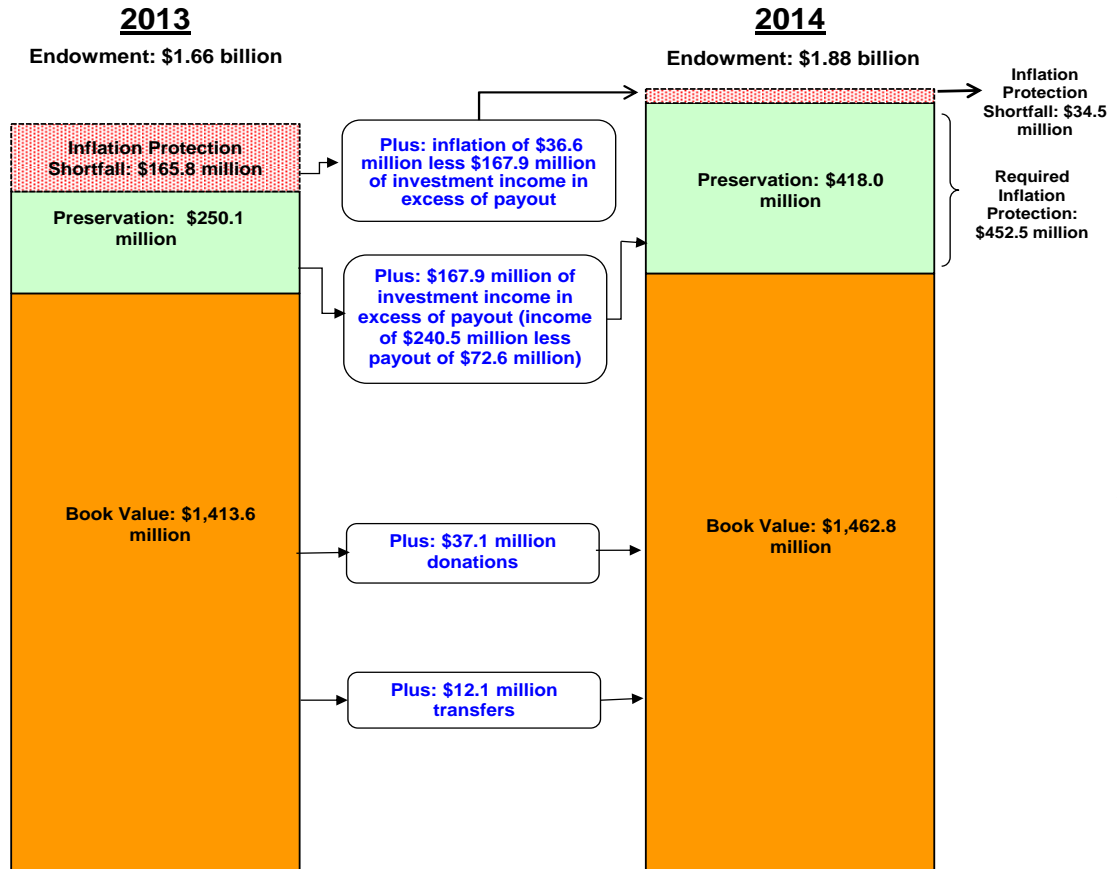 2013
Endowment: $1.66 billion
Inflation Protection
Shortfall: $165.8 million
Preservation: $250.1
million
Book Value: $1,413.6
million
Plus: inflation of $36.6
million less $167.9 million
of investment income in
excess of payout
Plus: $167.9 million of
investment income in
excess of payout (income
of $240.5 million less
payout of $72.6 million)
Plus: $37.1 million
donations
Plus: $12.1 million
transfers
2014
Endowment: $1.88 billion
Preservation: $418.0
million
Book Value: $1,462.8
million
Inflation
Protection
Shortfall: $34.5
million
Required
Inflation
Protection:
$452.5 million